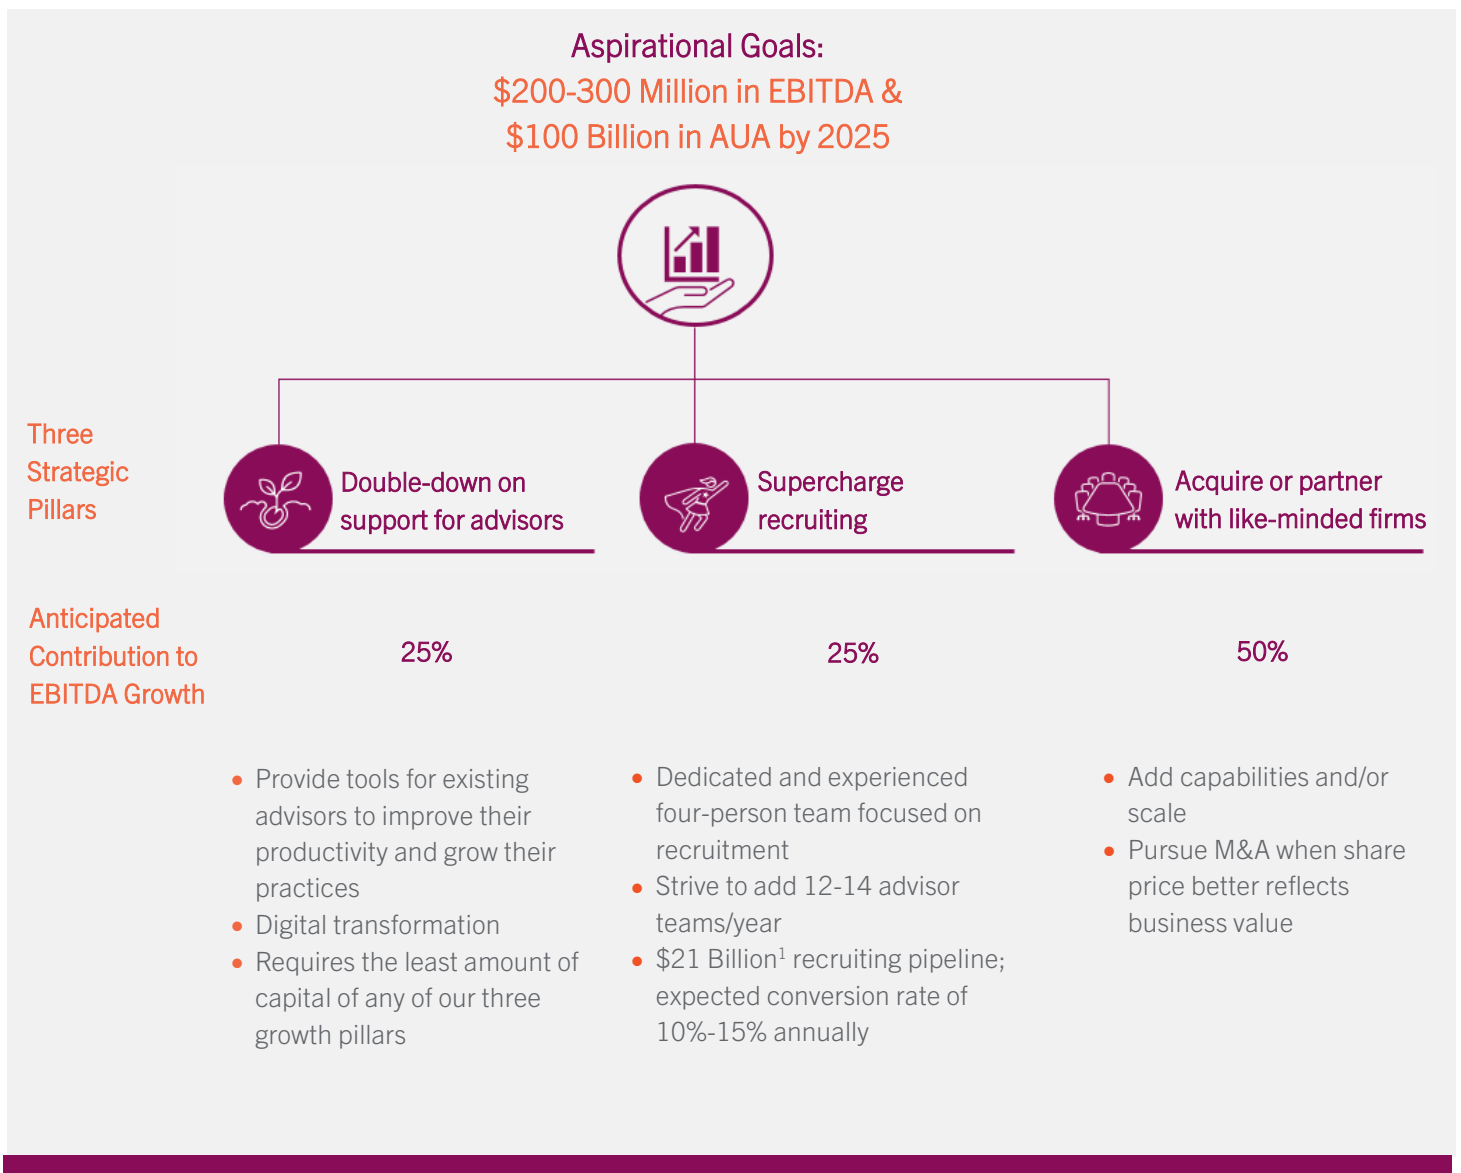 Aspirational Goals:
$200-300 Million in EBITDA &
$100 Billion in AUA by 2025
Three
Strategic
Pillars
Double-down on
support for advisors
Supercharge
recruiting
Acquire or partner
with like-minded firms
Anticipated
Contribution to
EBITDA Growth
25%
25%
50%
• Provide tools for existing
advisors to improve their
productivity and grow their
practices
• Digital transformation
• Requires the least amount of
capital of any of our three
growth pillars
• Dedicated and experienced
four-person team focused on
recruitment
• Strive to add 12-14 advisor
teams/year
• $21 Billion¹ recruiting pipeline;
expected conversion rate of
10%-15% annually
• Add capabilities and/or
scale
• Pursue M&A when share
price better reflects
business value